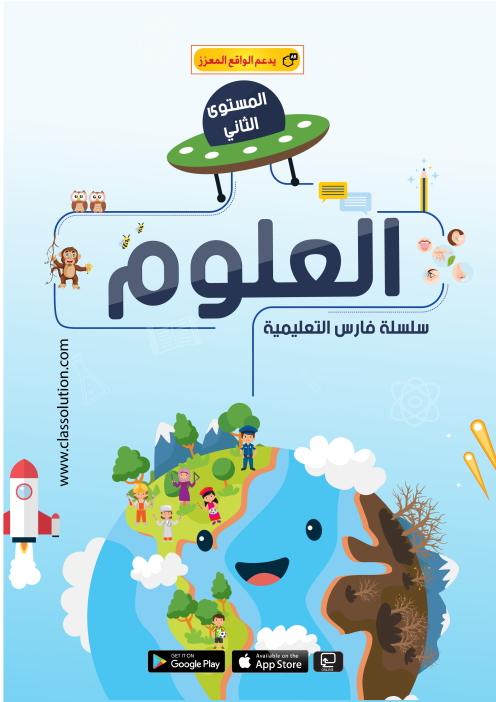 يدعم الواقع المعزز
المستوى
الثاني
العلوم
سلسلة فارس التعليمية
www.classolution.com
GET IT ON
Google Play
Available on the
App Store